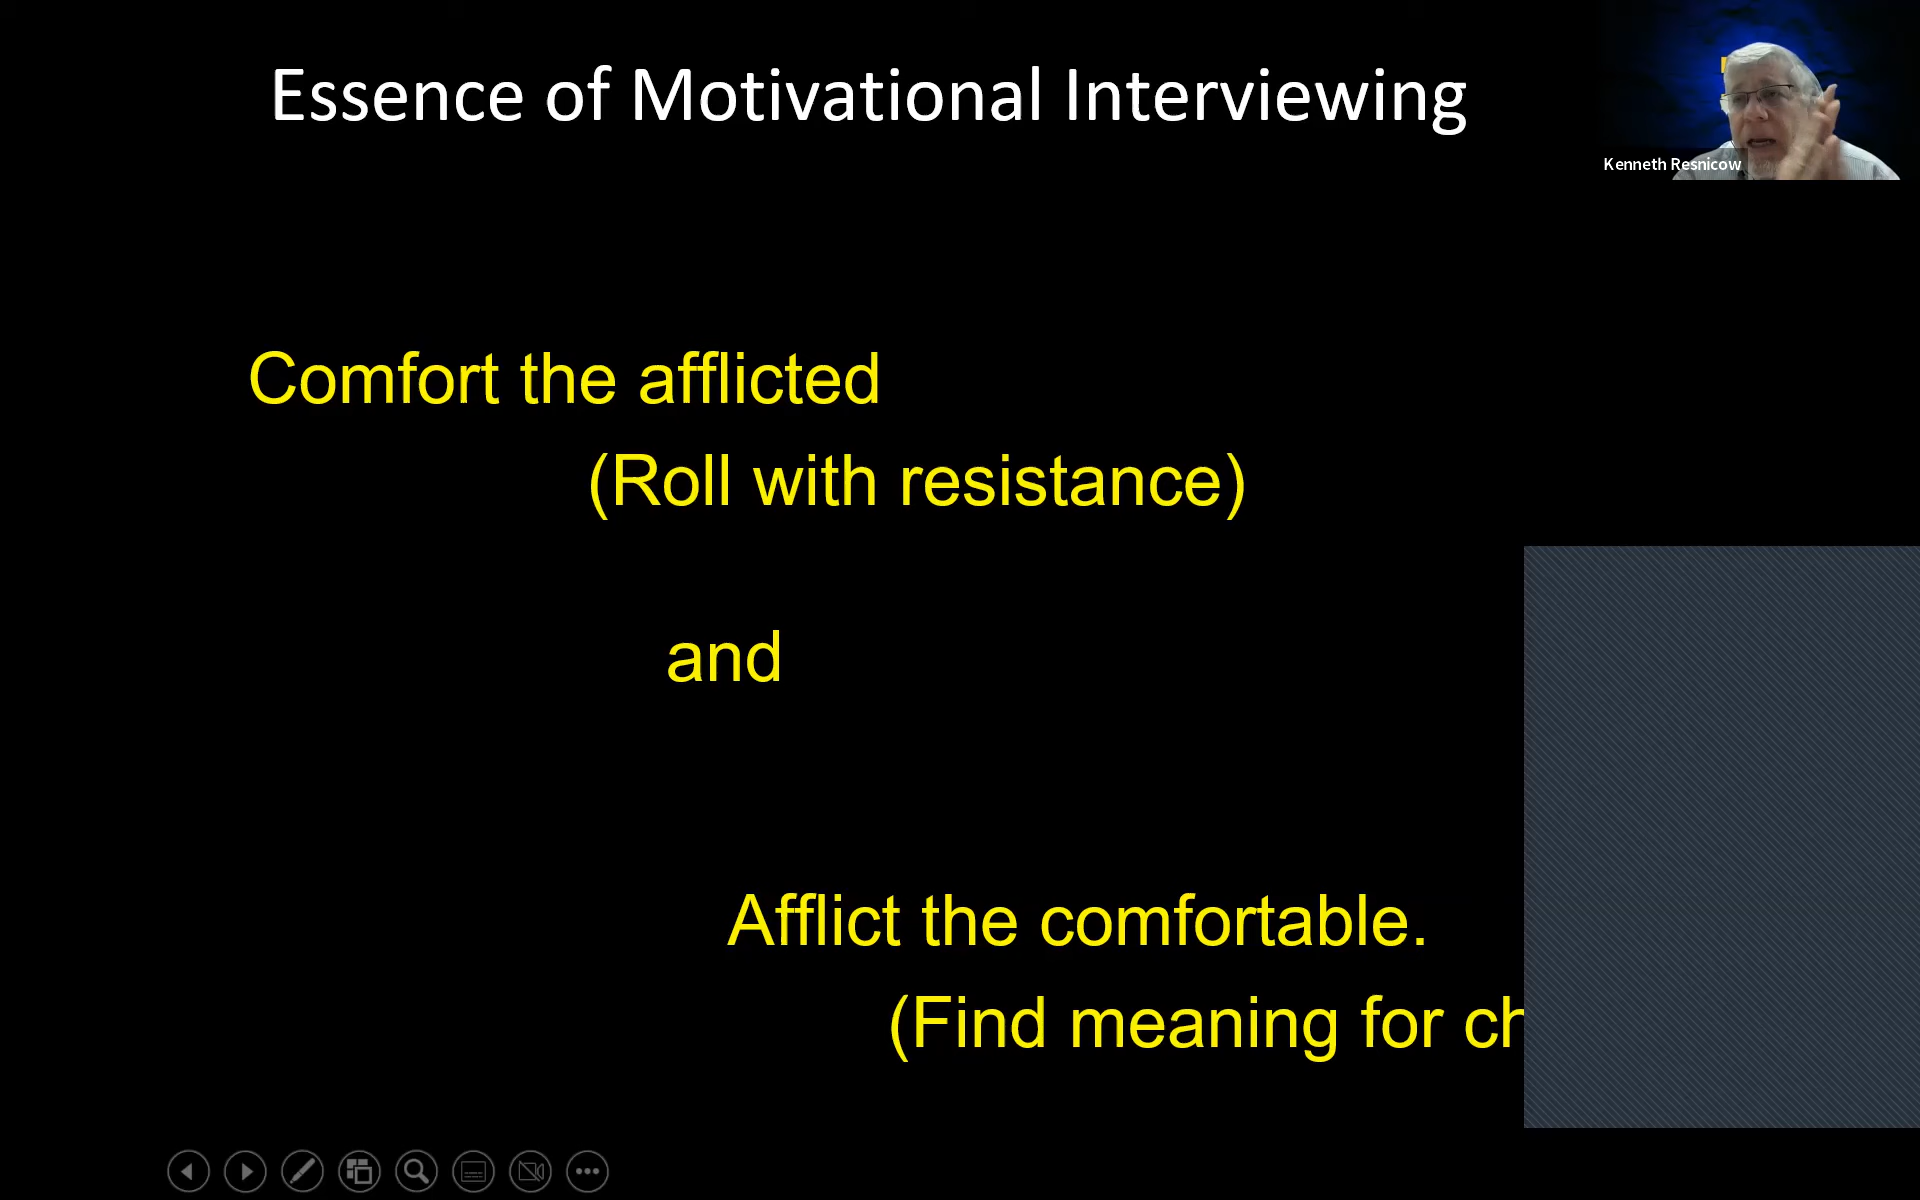 Essence of Motivational Interviewing
Kenneth Resnicow
Comfort the afflicted
(Roll with resistance)
and
Afflict the comfortable.
(Find meaning for